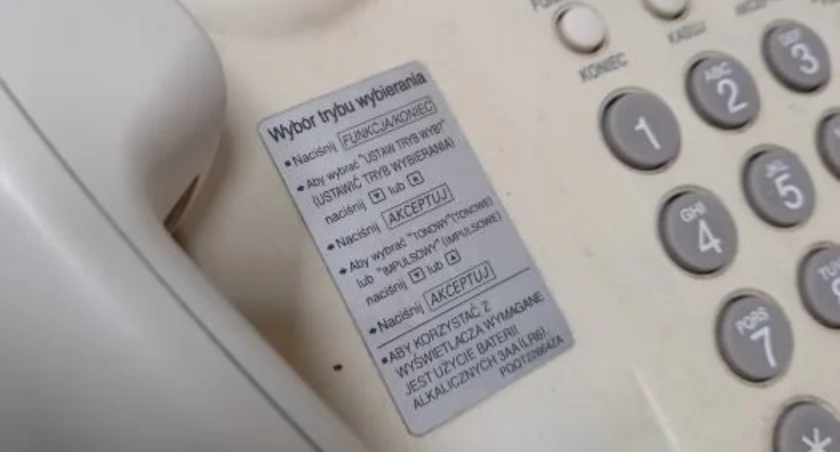 Wybór trybu wybierania
• Naciśnij FUNKCJA/KONIEC
• Aby wybrać "USTAW TRYB WYB?"
(USTAWIĆ TRYB WYBIERANIA)
naciśnij ▼ lub ▲
• Naciśnij AKCEPTUJ
• Aby wybrać "TONOWY" (TONOWE)
lub "IMPULSOWY" (IMPULSOWE)
naciśnij ▼ lub ▲
• Naciśnij AKCEPTUJ
• ABY KORZYSTAĆ Z
WYŚWIETLACZA WYMAGANE
JEST UŻYCIE BATERII
ALKALICZNYCH 3AA (LR6).
KONIEC
KASUJ
1
ABC
2
DEF
3
GHI
4
JKL
5
PQRS
7
*